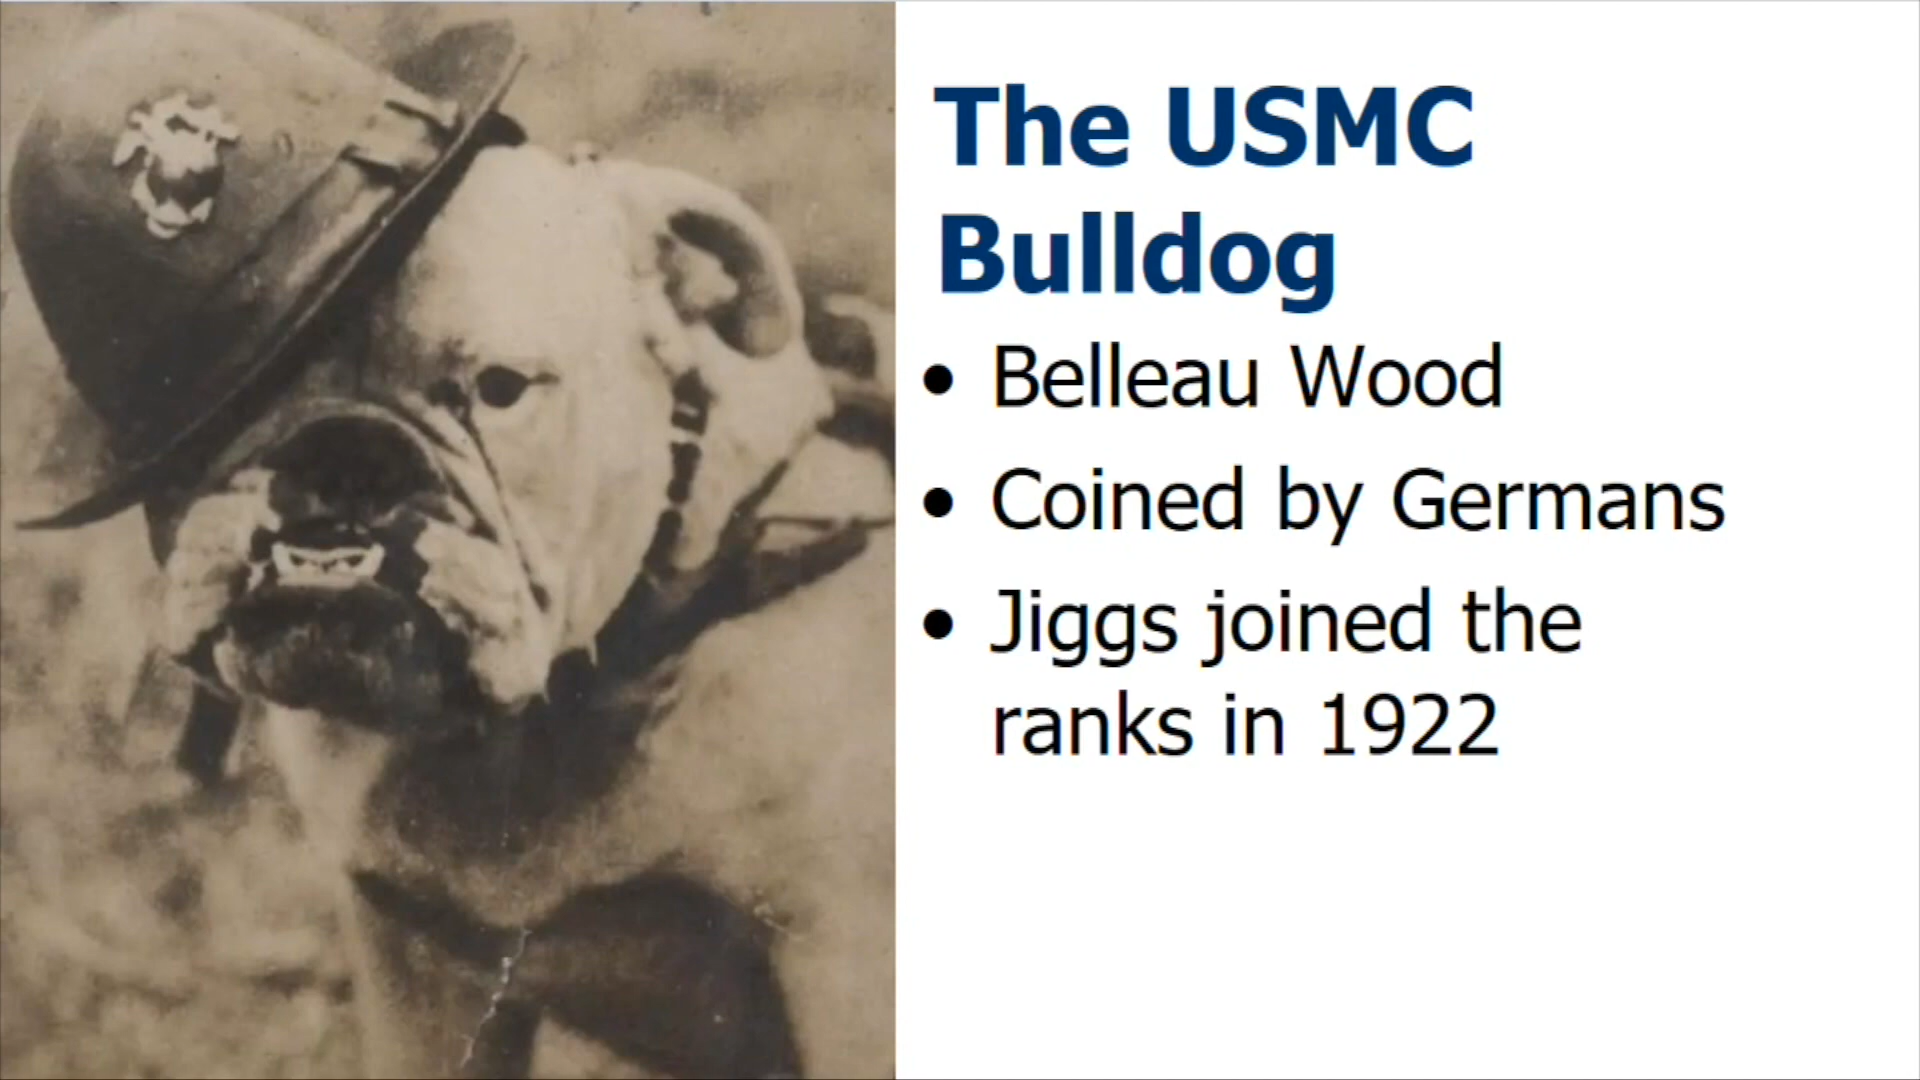 The USMC
Bulldog
• Belleau Wood
• Coined by Germans
• Jiggs joined the
ranks in 1922